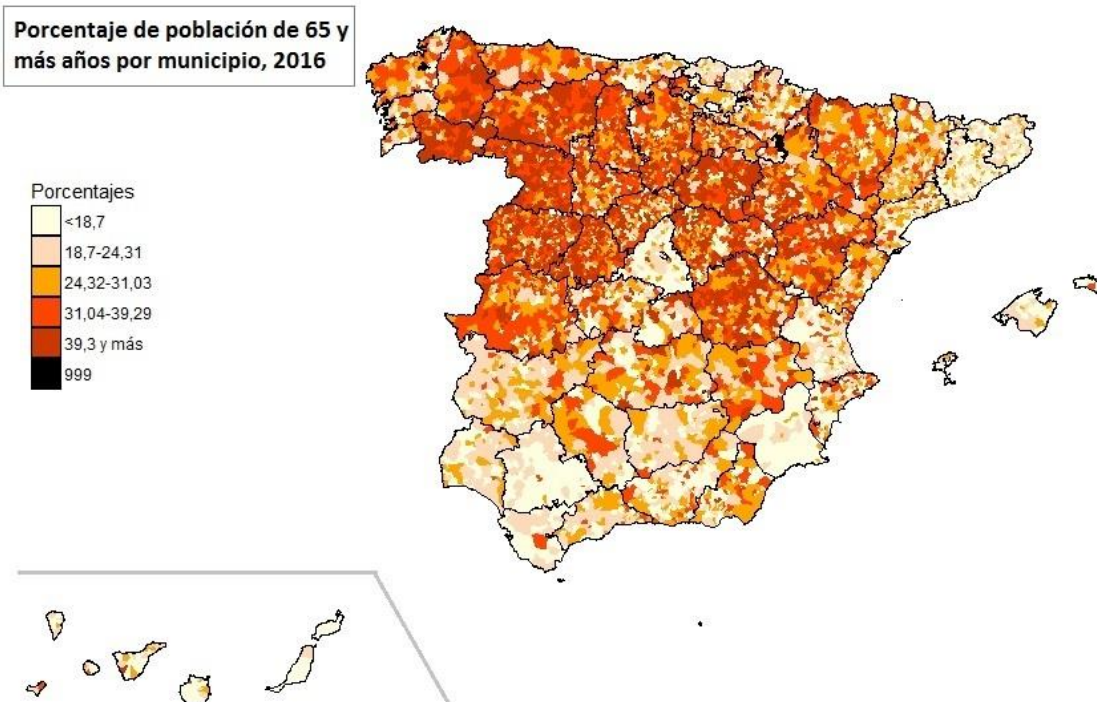 Porcentaje de población de 65 y
más años por municipio, 2016
Porcentajes
<18,7
18,7-24,31
24,32-31,03
31,04-39,29
39,3 y más
999